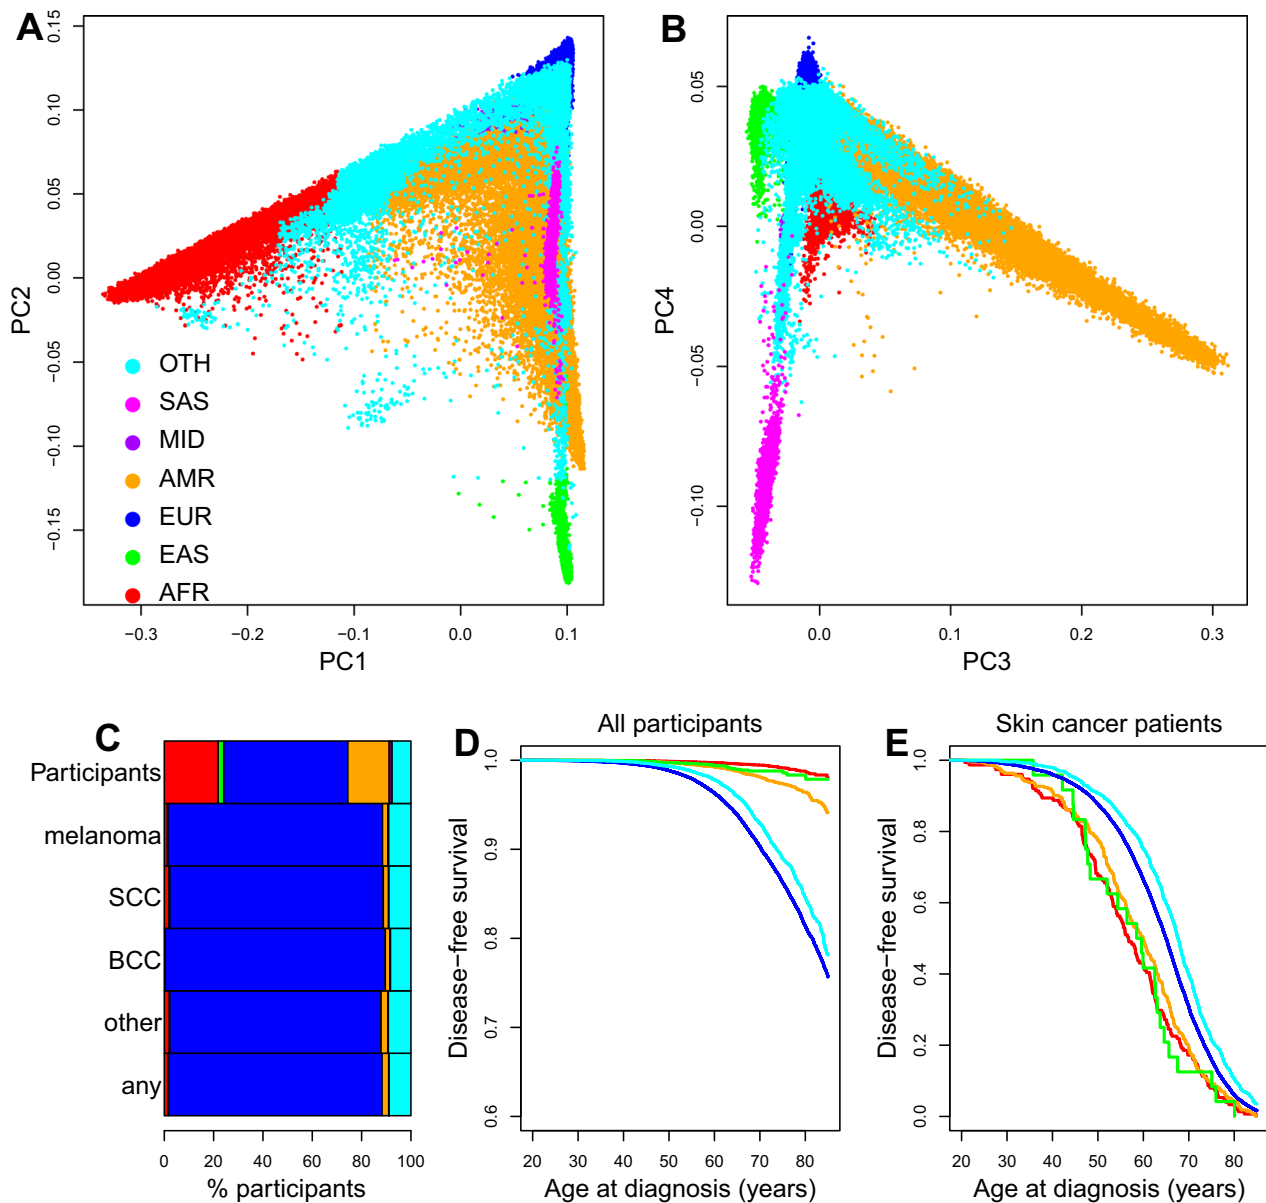 A
PC2
0.15
0.10
0.05
0.00
−0.05
−0.10
−0.15
OTH
SAS
MID
AMR
EUR
EAS
AFR
−0.3
−0.2
−0.1
0.0
0.1
PC1
B
PC4
0.05
0.00
−0.05
−0.10
0.0
0.1
0.2
0.3
PC3
C
Participants
melanoma
SCC
BCC
other
any
0
20
40
60
80
100
% participants
D
All participants
Disease−free survival
1.0
0.9
0.8
0.7
0.6
20
30
40
50
60
70
80
Age at diagnosis (years)
E
Skin cancer patients
Disease−free survival
1.0
0.8
0.6
0.4
0.2
0.0
20
30
40
50
60
70
80
Age at diagnosis (years)